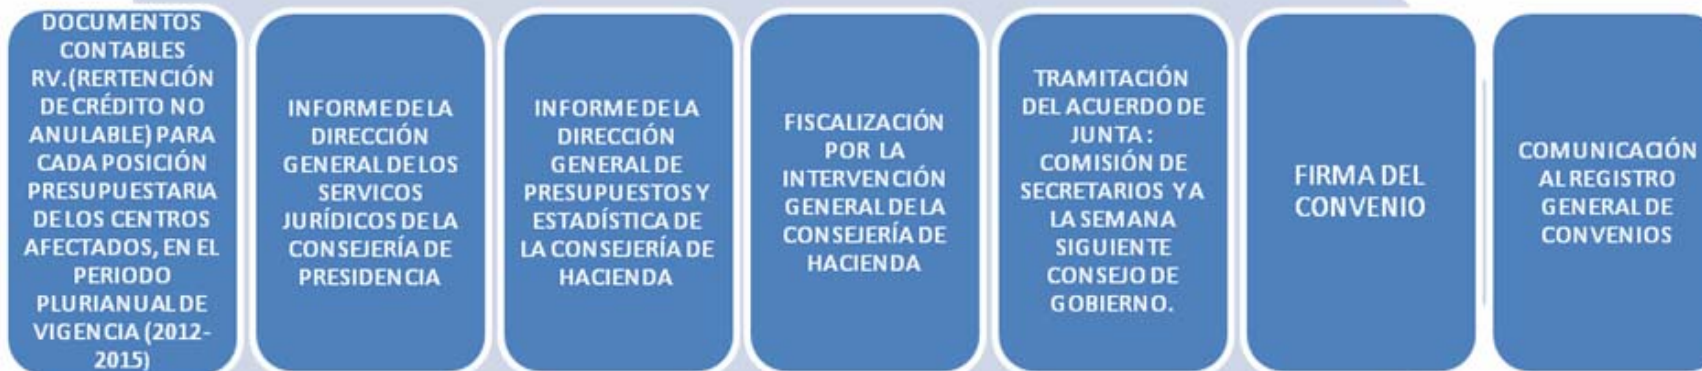 DOCUMENTOS
CONTABLES
RV.(RERTENCIÓN
DE CRÉDITO NO
ANULABLE) PARA
CADA POSICIÓN
PRESUPUESTARIA
DE LOS CENTROS
AFECTADOS, EN EL
PERIODO
PLURIANUAL DE
VIGENCIA (2012-
2015)
INFORME DE LA
DIRECCIÓN
GENERAL DE LOS
SERVICOS
JURÍDICOS DE LA
CONSEJERÍA DE
PRESIDENCIA
INFORME DE LA
DIRECCIÓN
GENERAL DE
PRESUPUESTOS Y
ESTADÍSTICA DE
LA CONSEJERÍA DE
HACIENDA
FISCALIZACIÓN
POR LA
INTERVENCIÓN
GENERAL DE LA
CONSEJERÍA DE
HACIENDA
TRAMITACIÓN
DEL ACUERDO DE
JUNTA :
COMISIÓN DE
SECRETARIOS Y A
LA SEMANA
SIGUIENTE
CONSEJO DE
GOBIERNO.
FIRMA DEL
CONVENIO
COMUNICACIÓN
AL REGISTRO
GENERAL DE
CONVENIOS